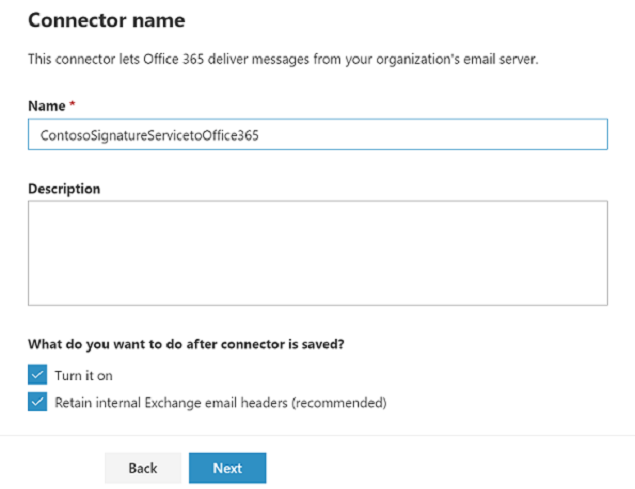 Connector name
This connector lets Office 365 deliver messages from your organization's email server.
Name *
ContosoSignatureServicetoOffice365
Description
What do you want to do after connector is saved?
Turn it on
Retain internal Exchange email headers (recommended)
Back Next